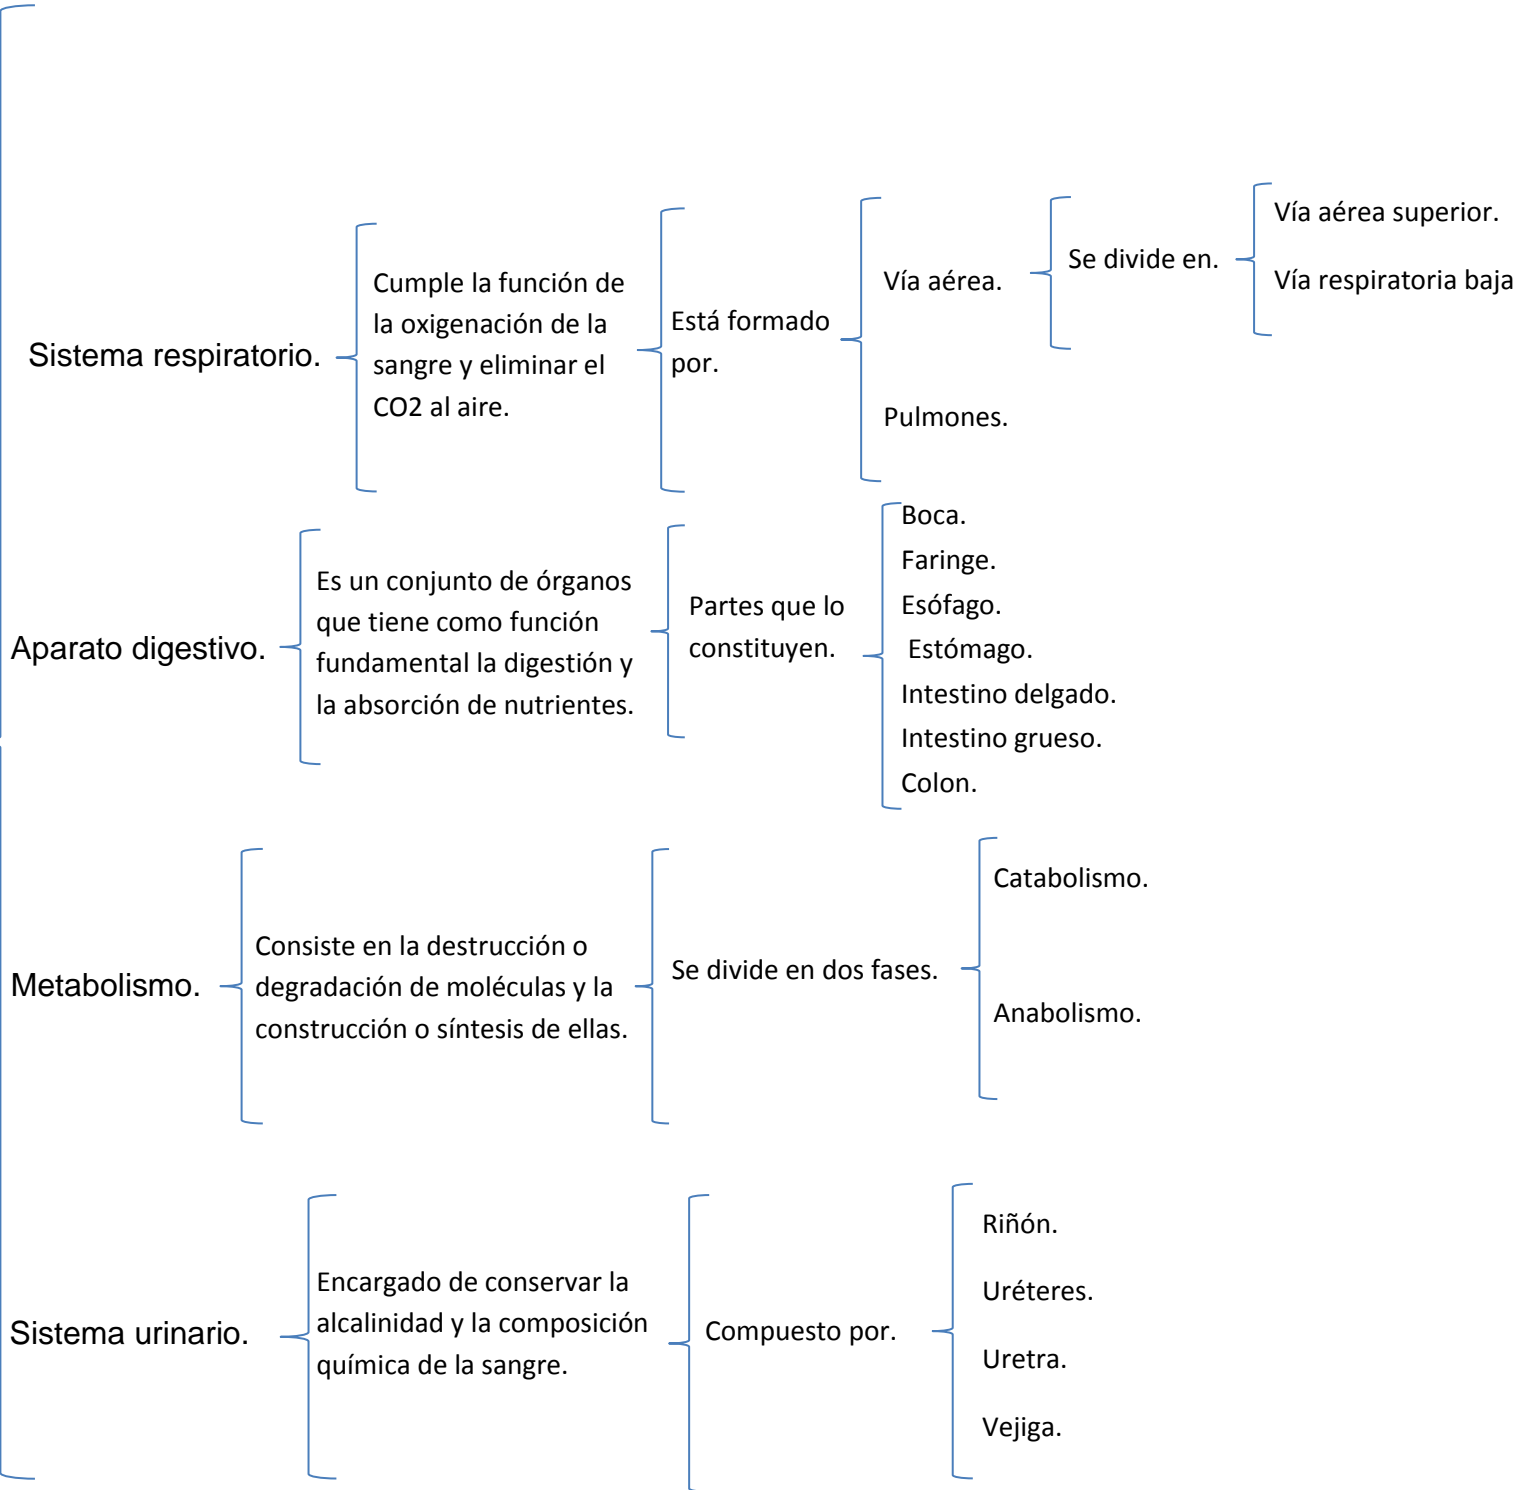 Sistema respiratorio.
Cumple la función de
la oxigenación de la
sangre y eliminar el
CO2 al aire.
Está formado
por.
Vía aérea.
Se divide en.
Vía aérea superior.
Vía respiratoria baja
Pulmones.
Aparato digestivo.
Es un conjunto de órganos
que tiene como función
fundamental la digestión y
la absorción de nutrientes.
Partes que lo
constituyen.
Boca.
Faringe.
Esófago.
Estómago.
Intestino delgado.
Intestino grueso.
Colon.
Metabolismo.
Consiste en la destrucción o
degradación de moléculas y la
construcción o síntesis de ellas.
Se divide en dos fases.
Catabolismo.
Anabolismo.
Sistema urinario.
Encargado de conservar la
alcalinidad y la composición
química de la sangre.
Compuesto por.
Riñón.
Uréteres.
Uretra.
Vejiga.